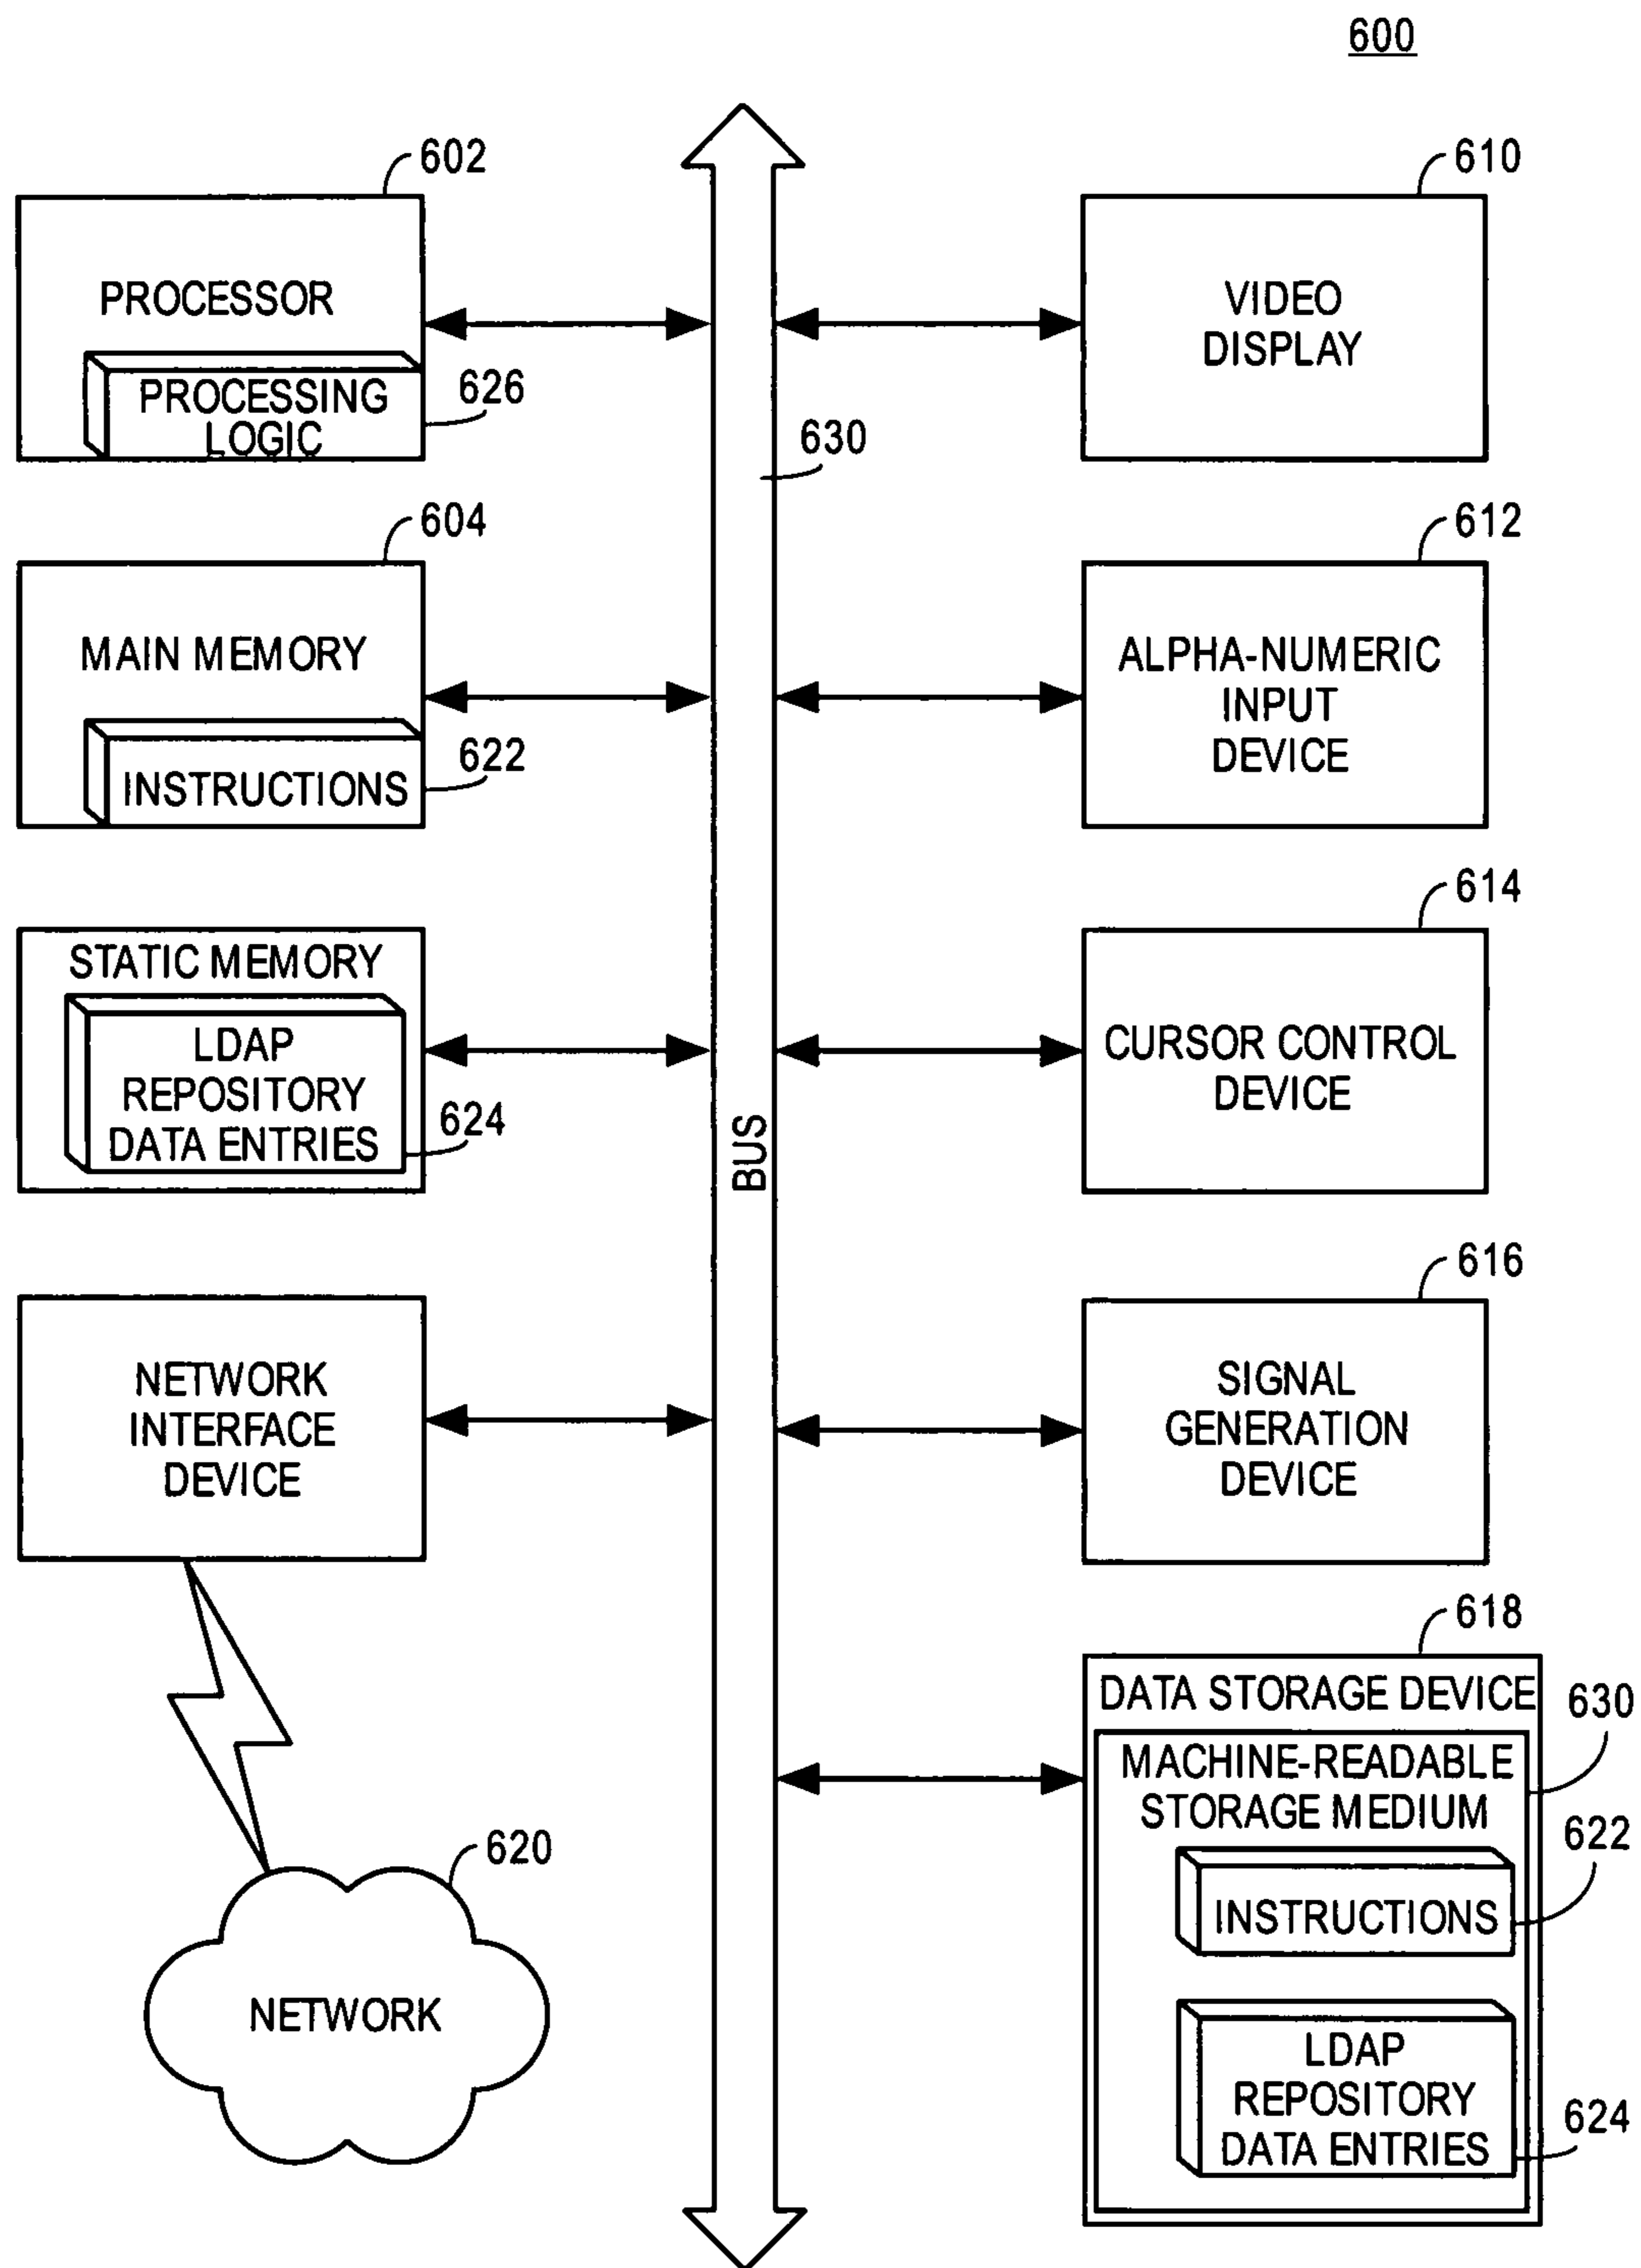 600
602
PROCESSOR
PROCESSING
LOGIC
626
604
MAIN MEMORY
INSTRUCTIONS
622
STATIC MEMORY
LDAP
REPOSITORY
DATA ENTRIES
624
NETWORK
INTERFACE
DEVICE
620
NETWORK
630
BUS
610
VIDEO
DISPLAY
612
ALPHA-NUMERIC
INPUT
DEVICE
614
CURSOR CONTROL
DEVICE
616
SIGNAL
GENERATION
DEVICE
618
DATA STORAGE DEVICE
630
MACHINE-READABLE
STORAGE MEDIUM
622
INSTRUCTIONS
LDAP
REPOSITORY
DATA ENTRIES
624